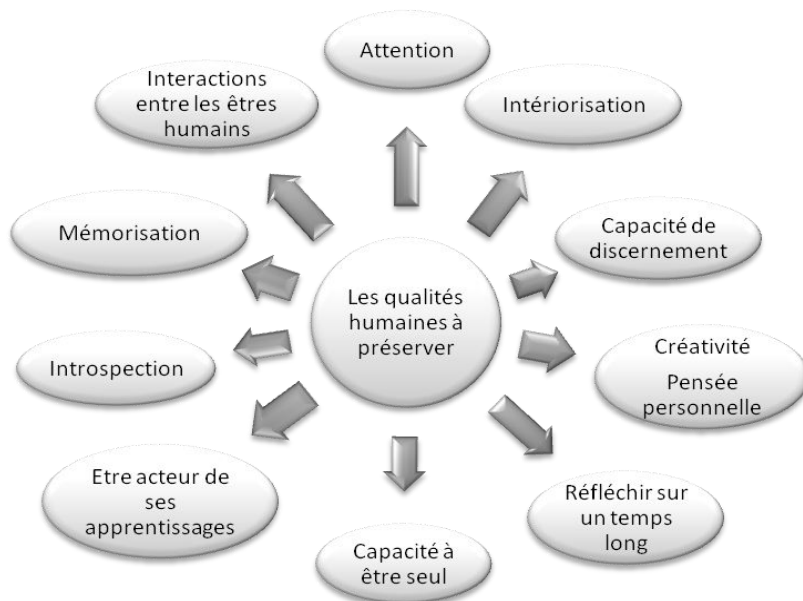 Attention
Interactions
entre les êtres
humains
Intériorisation
Mémorisation
Capacité de
discernement
Les qualités
humaines à
préserver
Introspection
Créativité
Pensée
personnelle
Etre acteur de
ses
apprentissages
Réfléchir sur
un temps
long
Capacité à
être seul